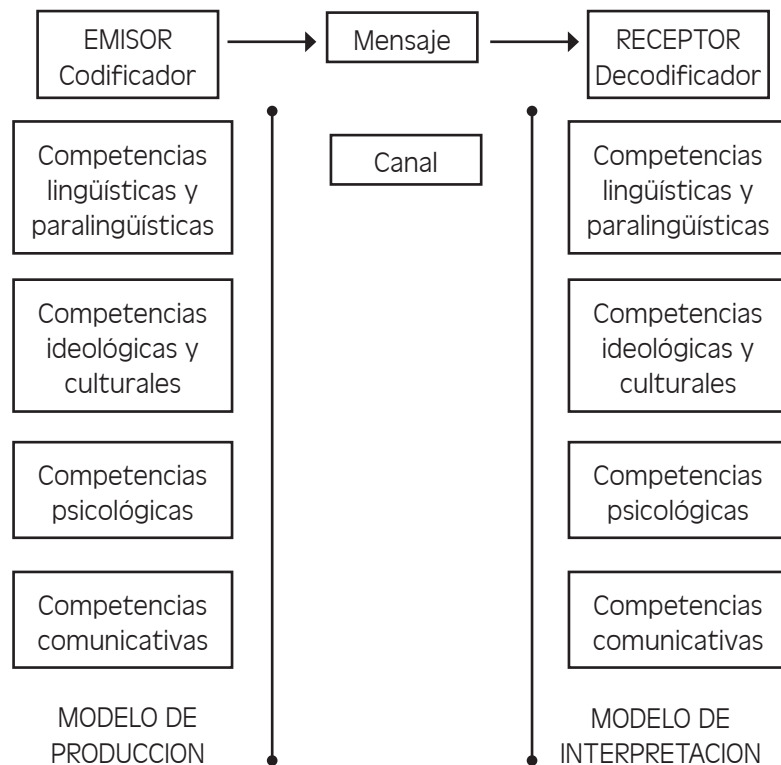 EMISOR
Codificador
Mensaje
RECEPTOR
Decodificador
Canal
Competencias
lingüísticas y
paralingüísticas
Competencias
ideológicas y
culturales
Competencias
psicológicas
Competencias
comunicativas
MODELO DE
PRODUCCION
Competencias
lingüísticas y
paralingüísticas
Competencias
ideológicas y
culturales
Competencias
psicológicas
Competencias
comunicativas
MODELO DE
INTERPRETACION